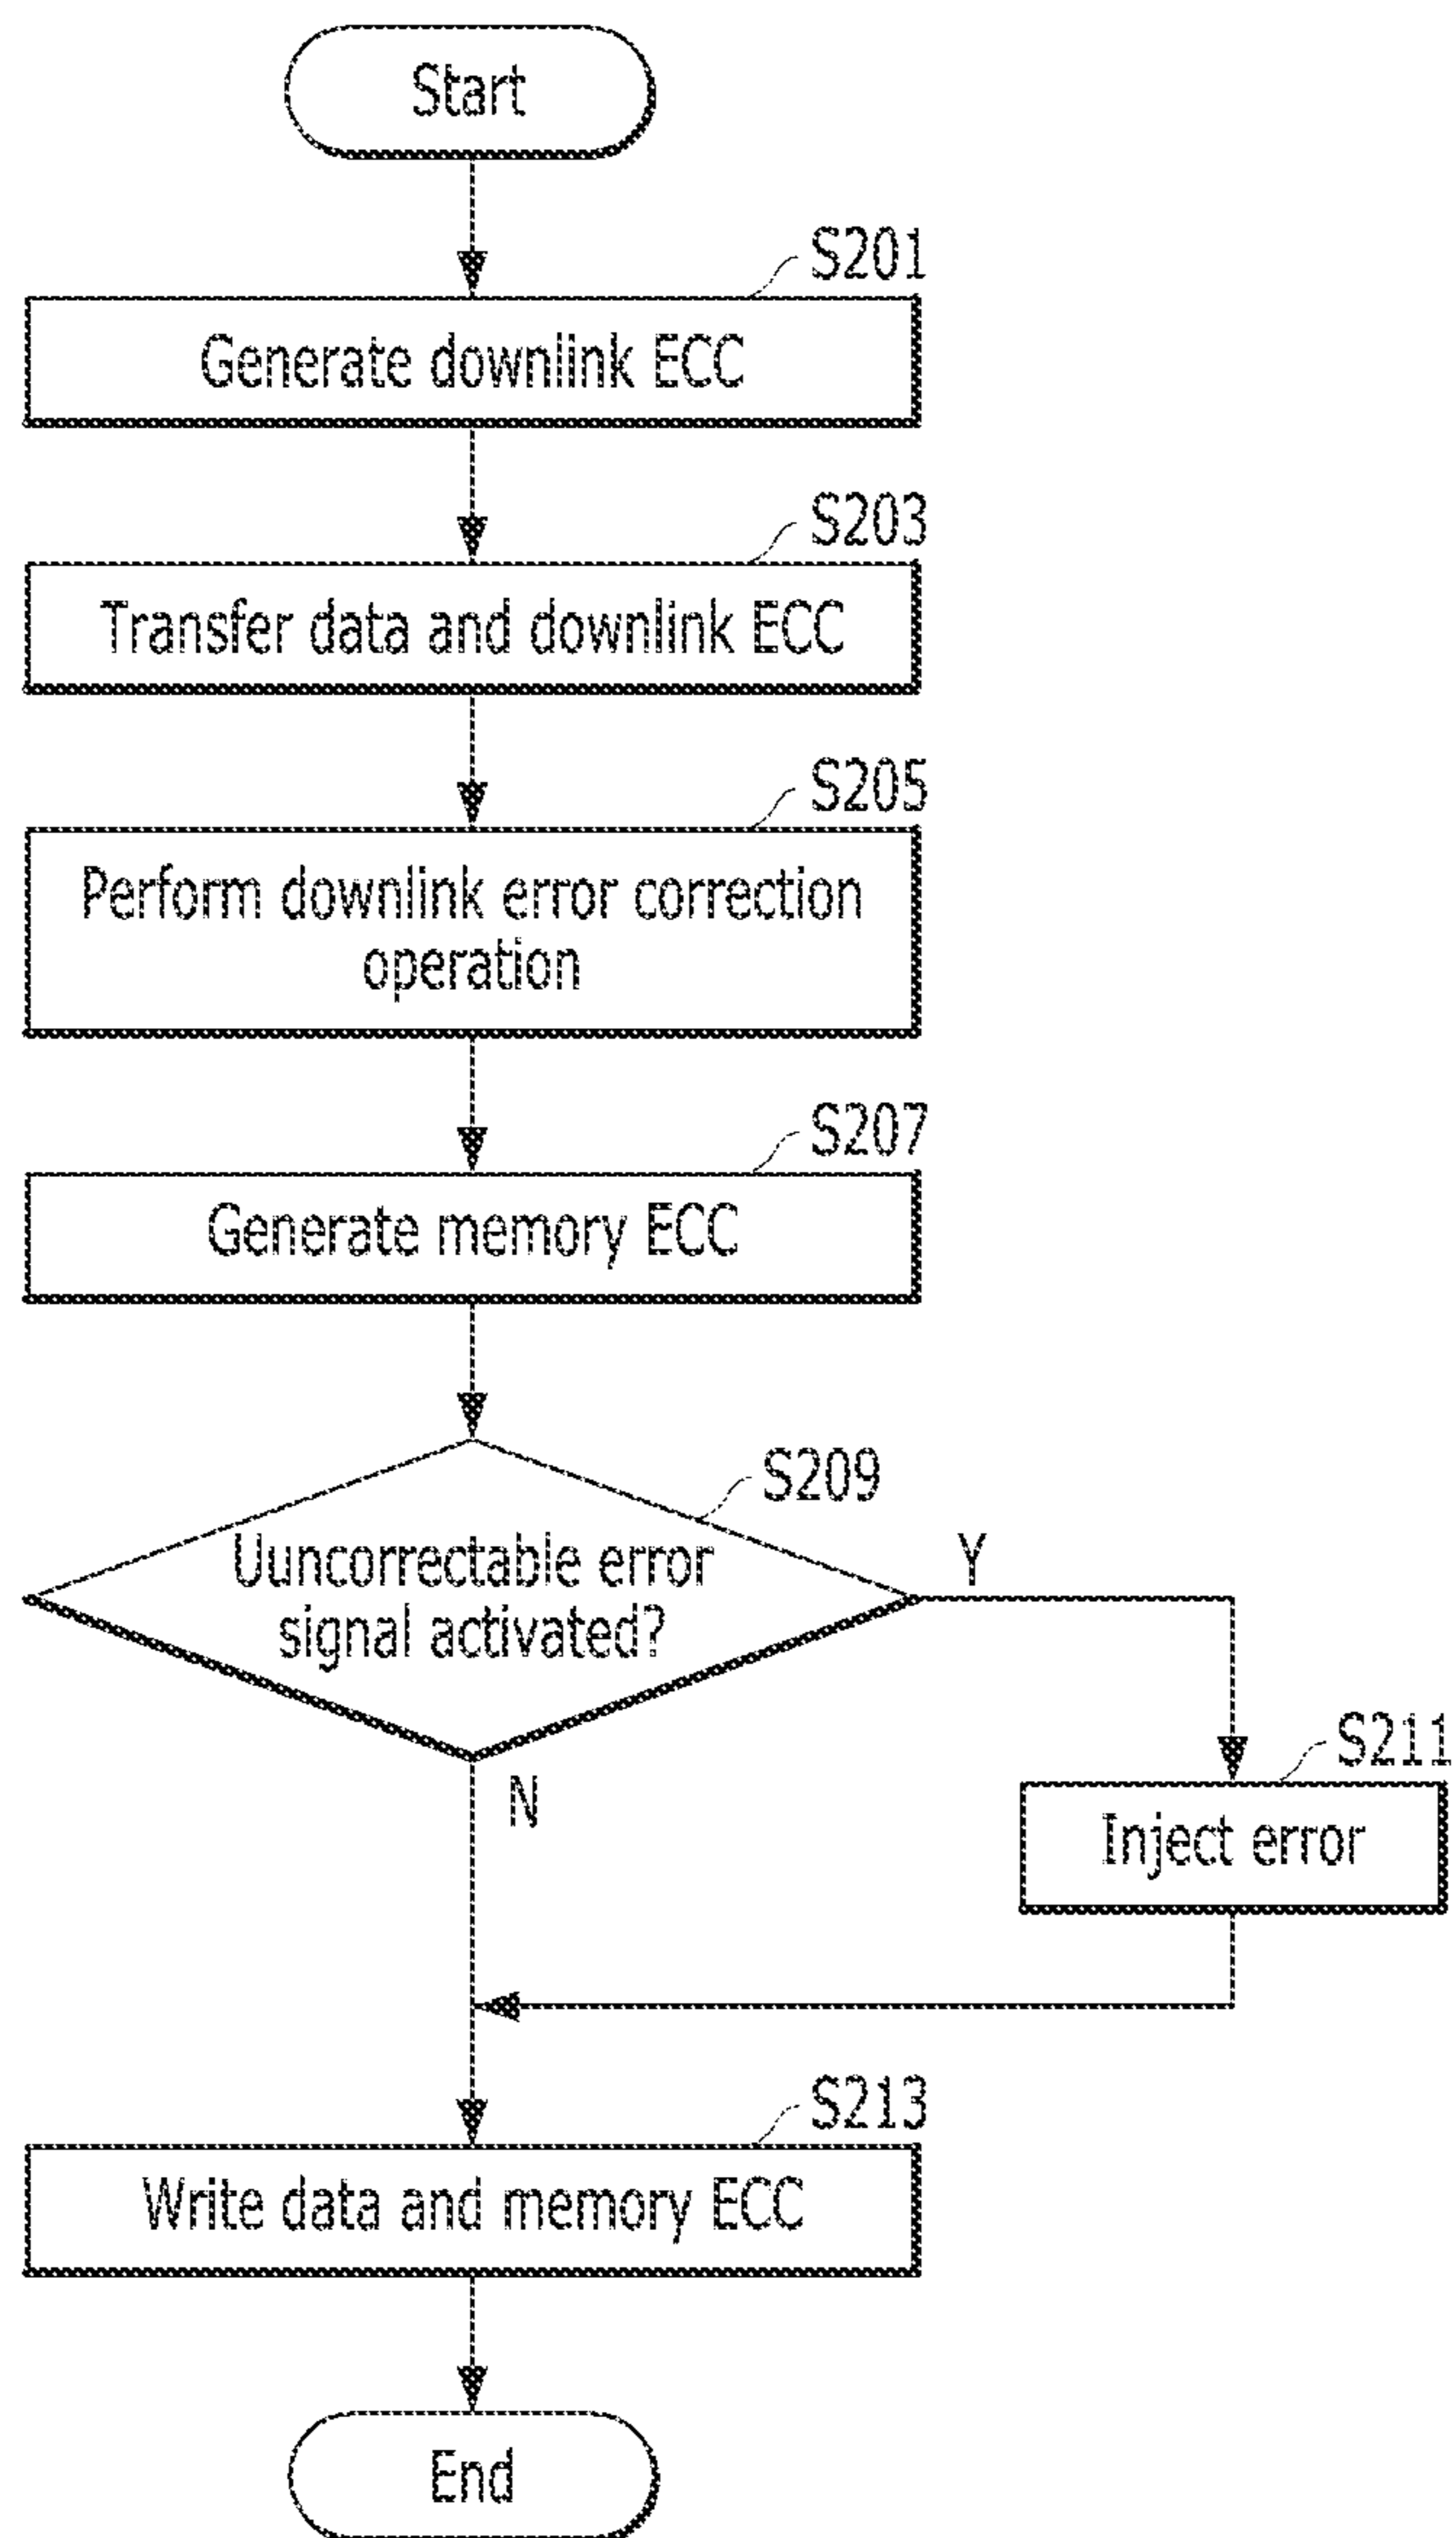 Start
S201
Generate downlink ECC
S203
Transfer data and downlink ECC
S205
Perform downlink error correction
operation
S207
Generate memory ECC
S209
Uuncorrectable error
signal activated?
Y
N
S211
Inject error
S213
Write data and memory ECC
End